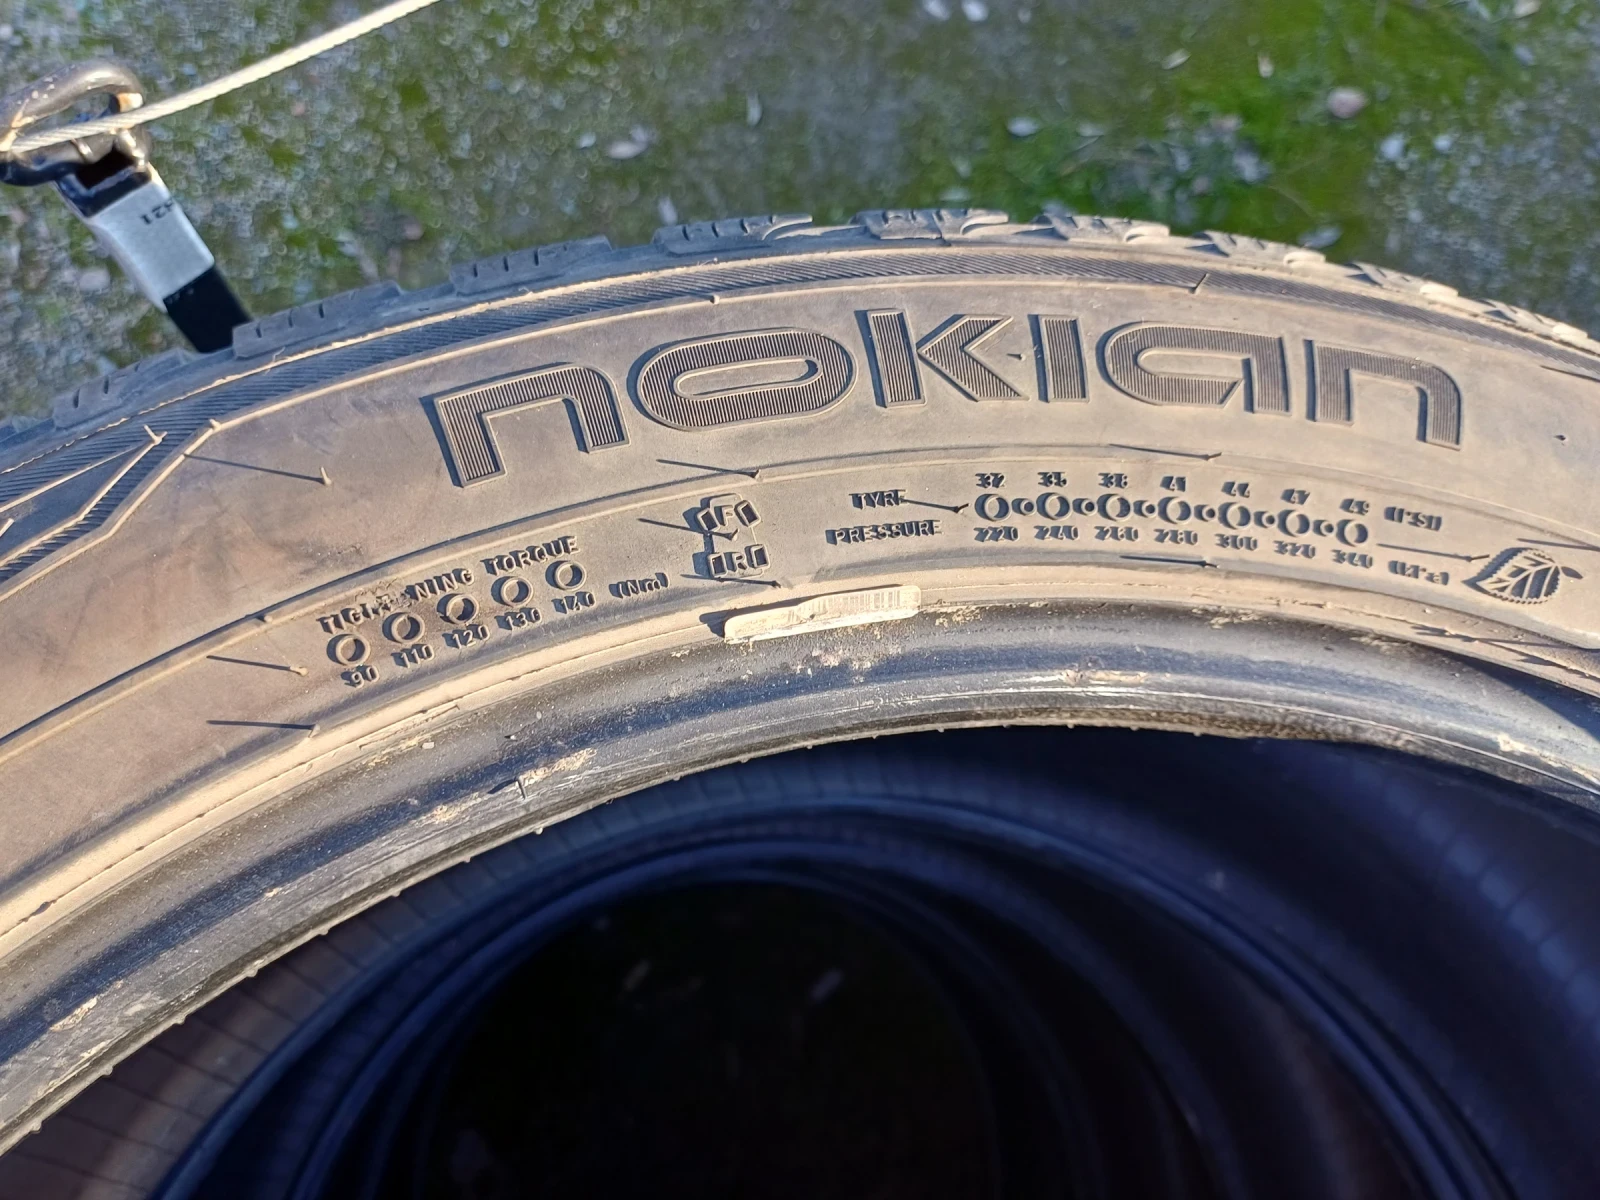 nokian
TYRE PRESSURE
32 35 38 41 44 47 49 (PSI)
220 240 260 280 300 320 340 (kPa)
F
R
TIGHTENING TORQUE
90 110 120 130 140 (Nm)